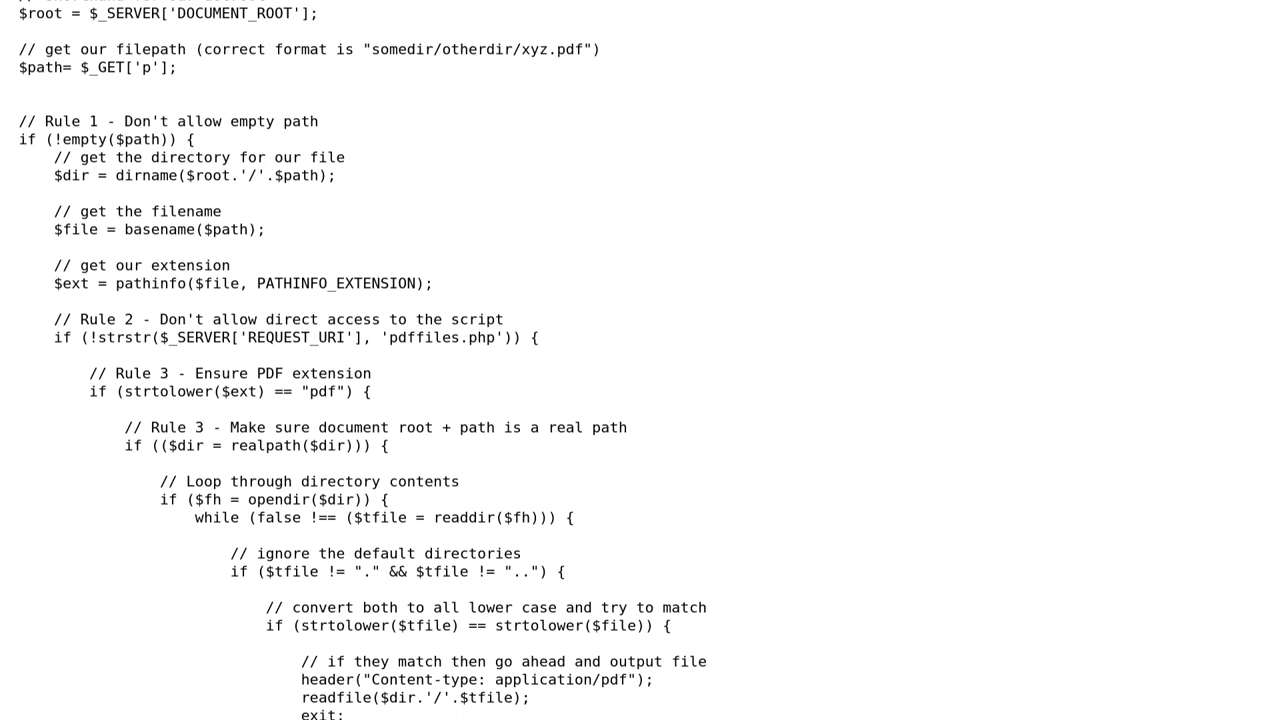 $root = $_SERVER['DOCUMENT_ROOT'];
// get our filepath (correct format is "somedir/otherdir/xyz.pdf")
$path= $_GET['p'];
// Rule 1 - Don't allow empty path
if (!empty($path)) {
// get the directory for our file
$dir = dirname($root.'/'.$path);
// get the filename
$file = basename($path);
// get our extension
$ext = pathinfo($file, PATHINFO_EXTENSION);
// Rule 2 - Don't allow direct access to the script
if (!strstr($_SERVER['REQUEST_URI'], 'pdffiles.php')) {
// Rule 3 - Ensure PDF extension
if (strtolower($ext) == "pdf") {
// Rule 3 - Make sure document root + path is a real path
if (($dir = realpath($dir))) {
// Loop through directory contents
if ($fh = opendir($dir)) {
while (false !== ($tfile = readdir($fh))) {
// ignore the default directories
if ($tfile != "." && $tfile != "..") {
// convert both to all lower case and try to match
if (strtolower($tfile) == strtolower($file)) {
// if they match then go ahead and output file
header("Content-type: application/pdf");
readfile($dir.'/'.$tfile);
exit;